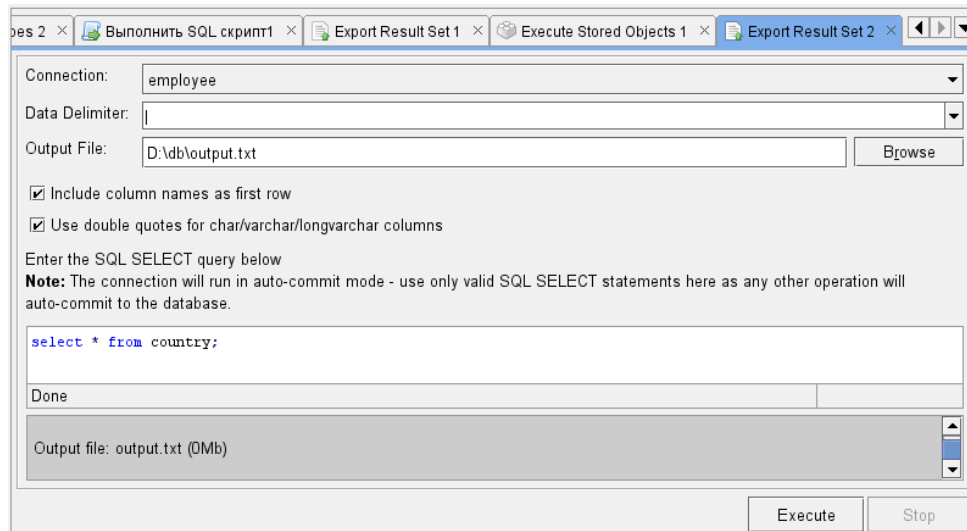 pes 2 Выполнить SQL скрипт1 Export Result Set 1 Execute Stored Objects 1 Export Result Set 2
Connection: employee
Data Delimiter: |
Output File: D:\db\output.txt Browse
Include column names as first row
Use double quotes for char/varchar/longvarchar columns
Enter the SQL SELECT query below
Note: The connection will run in auto-commit mode - use only valid SQL SELECT statements here as any other operation will
auto-commit to the database.
select * from country;
Done
Output file: output.txt (0Mb)
Execute Stop